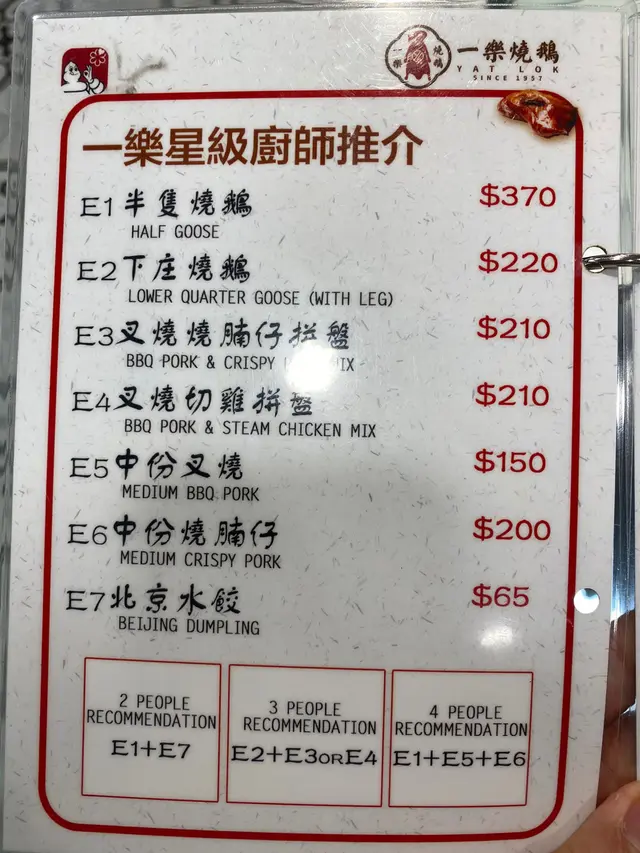 一樂燒鵝
YAT LOK
SINCE 1957
一樂星級廚師推介
E1 半隻燒鵝 $370
HALF GOOSE
E2 下庄燒鵝 $220
LOWER QUARTER GOOSE (WITH LEG)
E3 叉燒燒腩仔拼盤 $210
BBQ PORK & CRISPY MIX
E4 叉燒切雞拼盤 $210
BBQ PORK & STEAM CHICKEN MIX
E5 中份叉燒 $150
MEDIUM BBQ PORK
E6 中份燒腩仔 $200
MEDIUM CRISPY PORK
E7 北京水餃 $65
BEIJING DUMPLING
2 PEOPLE
RECOMMENDATION
E1+E7
3 PEOPLE
RECOMMENDATION
E2+E3ORE4
4 PEOPLE
RECOMMENDATION
E1+E5+E6